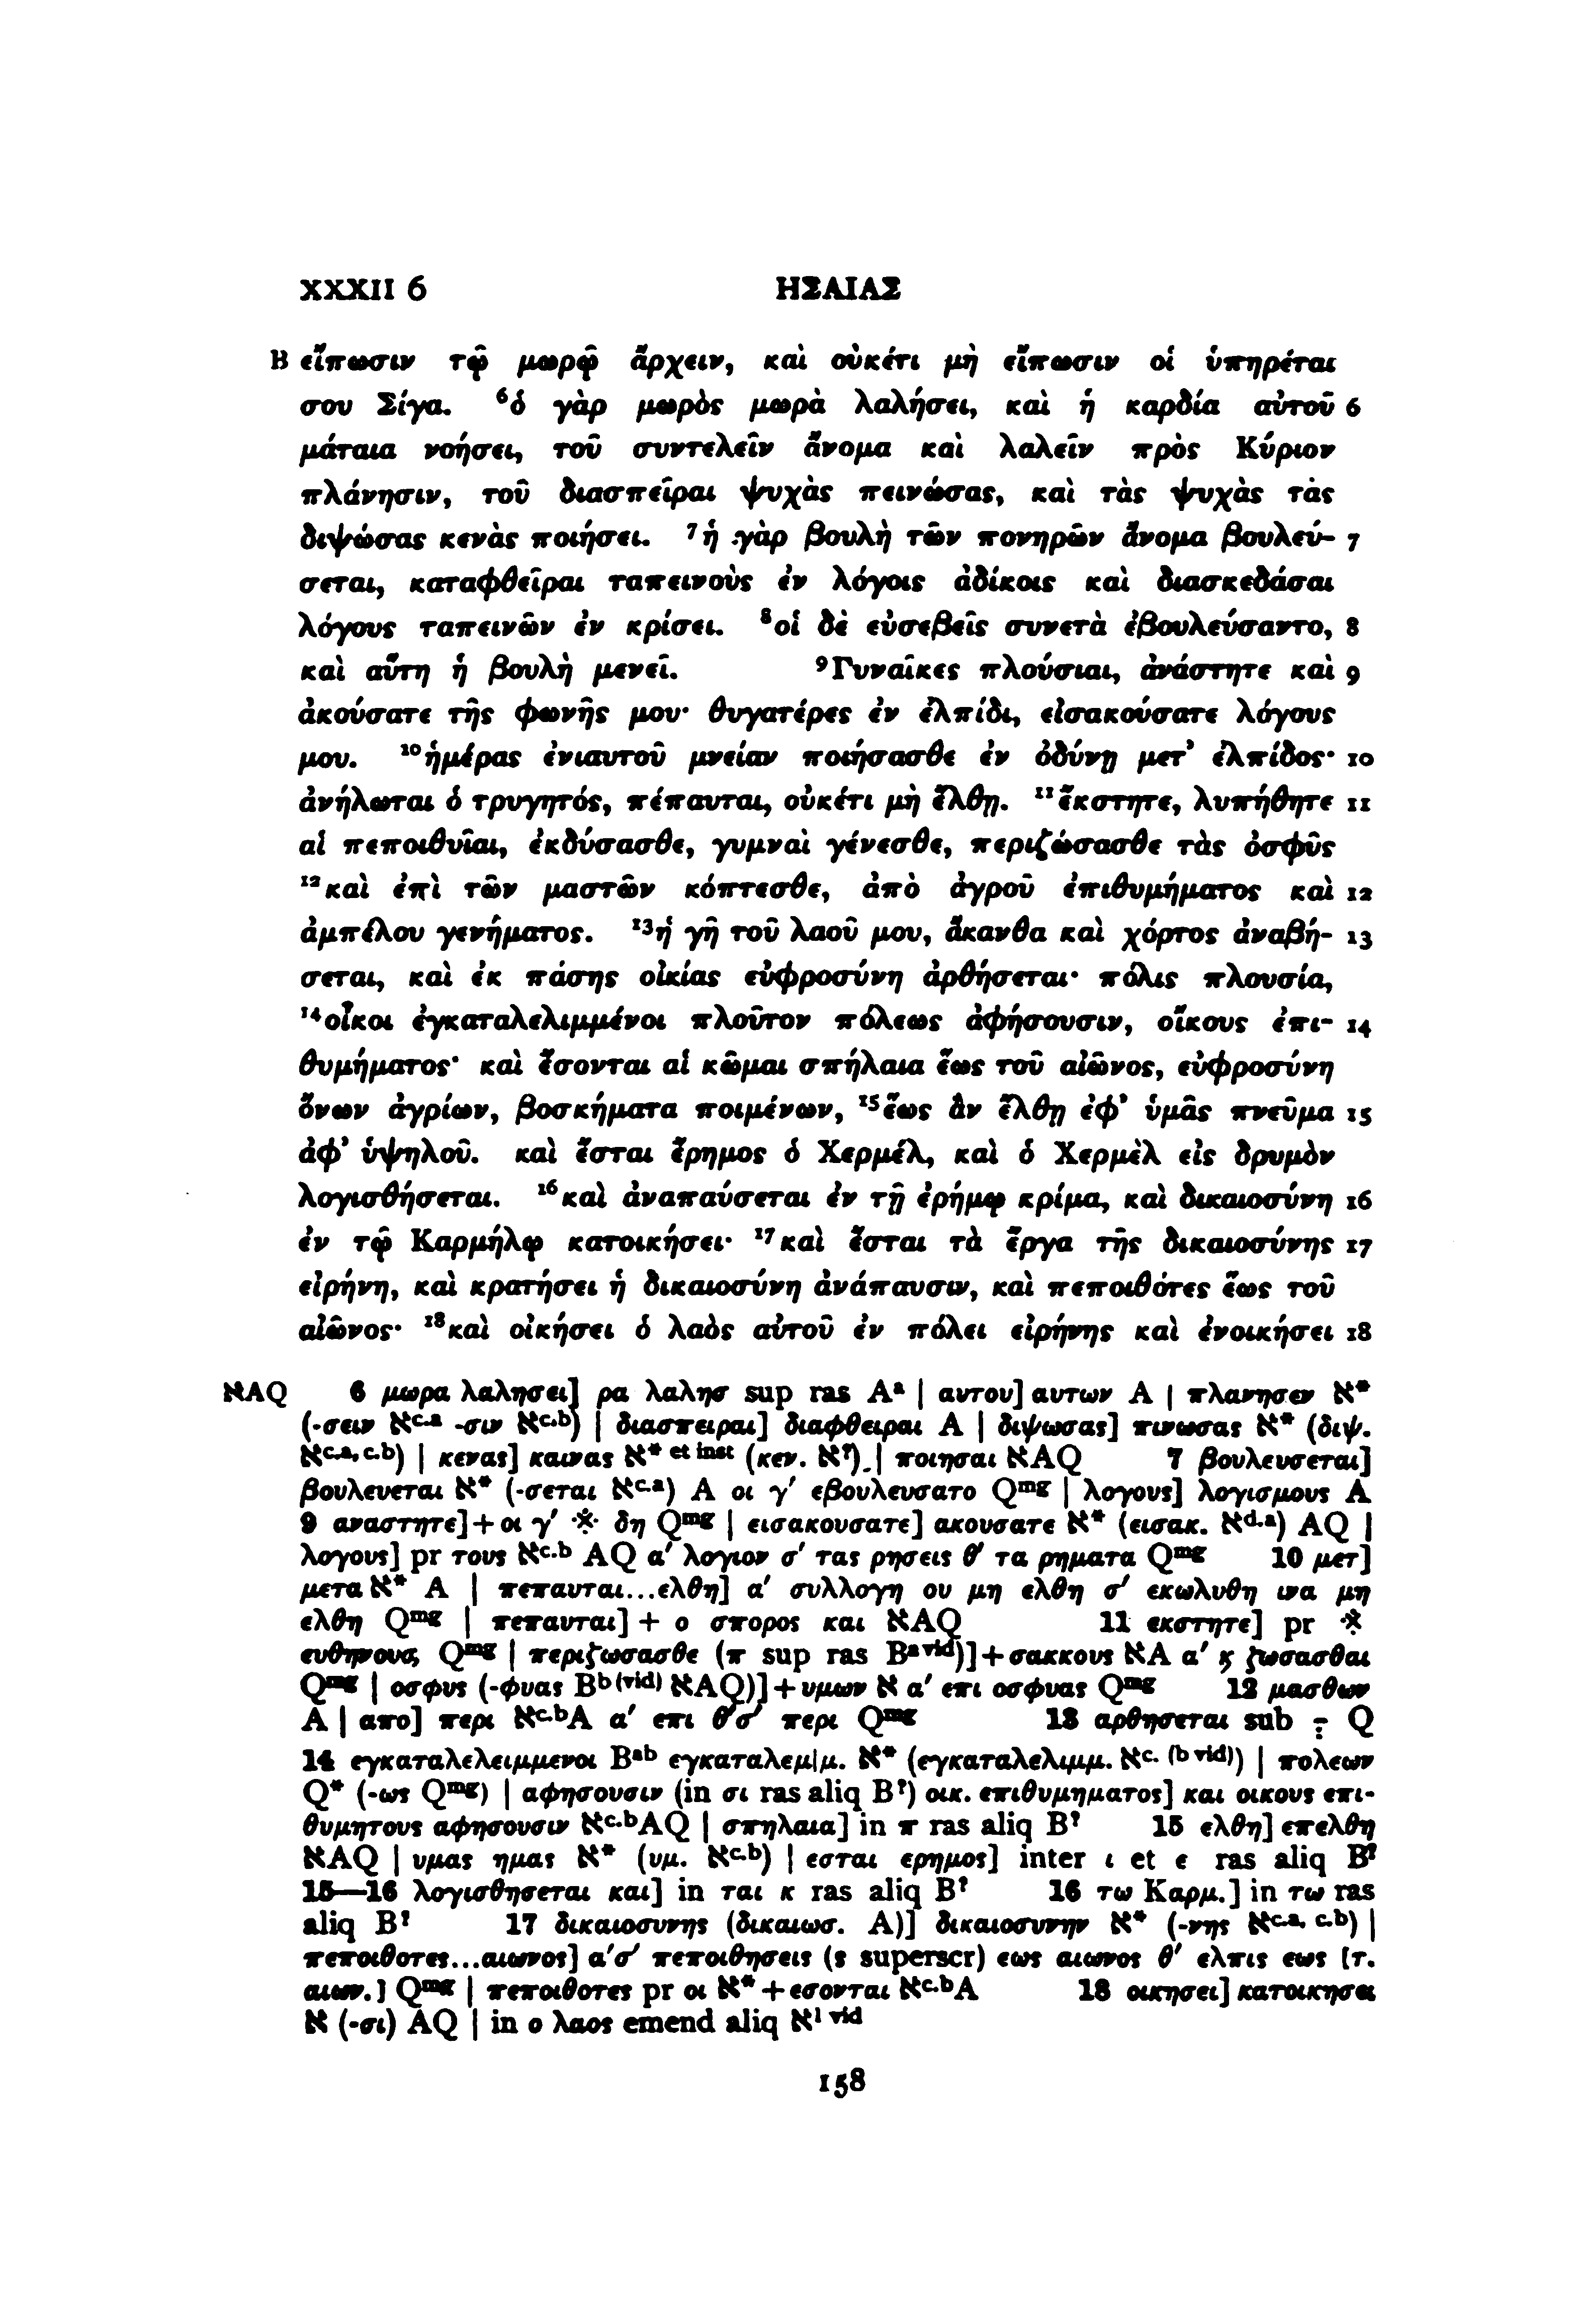 XXXII 6 ΗΣΑΙΑΣ
B εἴπωσιν τῷ μωρῷ ἄρχειν, καὶ οὐκέτι μὴ εἴπωσιν οἱ ὑπηρέται
σου Σίγα. ⁶ὁ γὰρ μωρὸς μωρὰ λαλήσει, καὶ ἡ καρδία αὐτοῦ 6
μάταια νοήσει, τοῦ συντελεῖν ἄνομα καὶ λαλεῖν πρὸς Κύριον
πλάνησιν, τοῦ διασπεῖραι ψυχὰς πεινώσας, καὶ τὰς ψυχὰς τὰς
διψώσας κενὰς ποιήσει. ⁷ἡ γὰρ βουλὴ τῶν πονηρῶν ἄνομα βουλεύ- 7
σεται, καταφθεῖραι ταπεινοὺς ἐν λόγοις ἀδίκοις καὶ διασκεδάσαι
λόγους ταπεινῶν ἐν κρίσει. ⁸οἱ δὲ εὐσεβεῖς συνετὰ ἐβουλεύσαντο, 8
καὶ αὕτη ἡ βουλὴ μενεῖ. ⁹Γυναῖκες πλούσιαι, ἀνάστητε καὶ 9
ἀκούσατε τῆς φωνῆς μου· θυγατέρες ἐν ἐλπίδι, εἰσακούσατε λόγους
μου. ¹⁰ἡμέρας ἐνιαυτοῦ μνείαν ποιήσασθε ἐν ὀδύνῃ μετ’ ἐλπίδος· 10
ἀνήλωται ὁ τρυγητός, πέπαυται, οὐκέτι μὴ ἔλθῃ. ¹¹ἔκστητε, λυπήθητε 11
αἱ πεποιθυῖαι, ἐκδύσασθε, γυμναὶ γένεσθε, περιζώσασθε τὰς ὀσφῦς
¹²καὶ ἐπὶ τῶν μαστῶν κόπτεσθε, ἀπὸ ἀγροῦ ἐπιθυμήματος καὶ 12
ἀμπέλου γενήματος. ¹³ἡ γῆ τοῦ λαοῦ μου, ἄκανθα καὶ χόρτος ἀναβή- 13
σεται, καὶ ἐκ πάσης οἰκίας εὐφροσύνη ἀρθήσεται· πόλις πλουσία,
¹⁴οἶκοι ἐγκαταλελιμμένοι πλοῦτον πόλεως ἀφήσουσιν, οἴκους ἐπι- 14
θυμήματος· καὶ ἔσονται αἱ κῶμαι σπήλαια ἕως τοῦ αἰῶνος, εὐφροσύνη
ὄνων ἀγρίων, βοσκήματα ποιμένων, ¹⁵ἕως ἂν ἔλθῃ ἐφ’ ὑμᾶς πνεῦμα 15
ἀφ’ ὑψηλοῦ. καὶ ἔσται ἔρημος ὁ Χερμέλ, καὶ ὁ Χερμὲλ εἰς δρυμὸν
λογισθήσεται. ¹⁶καὶ ἀναπαύσεται ἐν τῇ ἐρήμῳ κρίμα, καὶ δικαιοσύνη 16
ἐν τῷ Καρμήλῳ κατοικήσει· ¹⁷καὶ ἔσται τὰ ἔργα τῆς δικαιοσύνης 17
εἰρήνη, καὶ κρατήσει ἡ δικαιοσύνη ἀνάπαυσιν, καὶ πεποιθότες ἕως τοῦ
αἰῶνος· ¹⁸καὶ οἰκήσει ὁ λαὸς αὐτοῦ ἐν πόλει εἰρήνης καὶ ἐνοικήσει 18
ℵAQ 6 μωρα λαλησει] ρα λαλησ sup ras Aᵃ | αυτου] αυτων A | πλανησεν ℵ*
(-σειν ℵᶜ·ᵃ -σιν ℵᶜ·ᵇ) | διασπειραι] διαφθειραι A | διψωσας] πινωσας ℵ* (διψ.
ℵᶜ·ᵃ,ᶜ·ᵇ) | κενας] καινας ℵ* ᵉᵗ ⁱⁿˢᵗ (κεν. ℵ?) | ποιησαι ℵAQ 7 βουλευσεται]
βουλευεται ℵ* (-σεται ℵᶜ·ᵃ) A οι γ′ εβουλευσατο Qᵐᵍ | λογους] λογισμους A
9 αναστητε]+οι γ′ ※ δη Qᵐᵍ | εισακουσατε] ακουσατε ℵ* (εισακ. ℵᵈ·ᵃ) AQ |
λογους] pr τους ℵᶜ·ᵇ AQ α′ λογιον σ′ τας ρησεις θ′ τα ρηματα Qᵐᵍ 10 μετ]
μετα ℵ* A | πεπαυται...ελθη] α′ συλλογη ου μη ελθη σ′ εκωλυθη ινα μη
ελθη Qᵐᵍ | πεπαυται] + ο σπορος και ℵAQ 11 εκστητε] pr ※
Qᵐᵍ | περιζωσασθε (π sup ras Bᵃ ᵛⁱᵈ)]+σακκους ℵA α′ ϗ ζωσασθαι
Qᵐᵍ | οσφυς (-φυας Bᵇ⁽ᵛⁱᵈ⁾ ℵAQ)]+υμων ℵ α′ επι οσφυας Qᵐᵍ 12 μασθων
A | απο] περι ℵᶜ·ᵇA α′ επι θ′σ′ περι Qᵐᵍ 13 αρθησεται sub ÷ Q
14 εγκαταλελειμμενοι Bᵃᵇ εγκαταλεμ|μ. ℵ* (εγκαταλελιμμ. ℵᶜ· ⁽ᵇ ᵛⁱᵈ⁾) | πολεων
Q* (-ως Qᵐᵍ) | αφησουσιν (in σι ras aliq B?) οικ. επιθυμηματος] και οικους επι-
θυμητους αφησουσιν ℵᶜ·ᵇAQ | σπηλαια] in π ras aliq B? 15 ελθη] επελθη
ℵAQ | υμας ημας ℵ* (υμ. ℵᶜ·ᵇ) | εσται ερημος] inter ι et ε ras aliq B?
15—16 λογισθησεται και] in ται κ ras aliq B? 16 τω Καρμ.] in τω ras
aliq B? 17 δικαιοσυνης (δικαιωσ. A)] δικαιοσυνην ℵ* (-νης ℵᶜ·ᵃ, ᶜ·ᵇ) |
πεποιθοτες...αιωνος] α′σ′ πεποιθησεις (s superscr) εως αιωνος θ′ ελπις εως [τ.
αιων.] Qᵐᵍ | πεποιθοτες pr οι ℵ* +εσονται ℵᶜ·ᵇA 18 οικησει] κατοικησει
ℵ (-σι) AQ | in ο λαος emend aliq ℵ¹ ᵛⁱᵈ
158